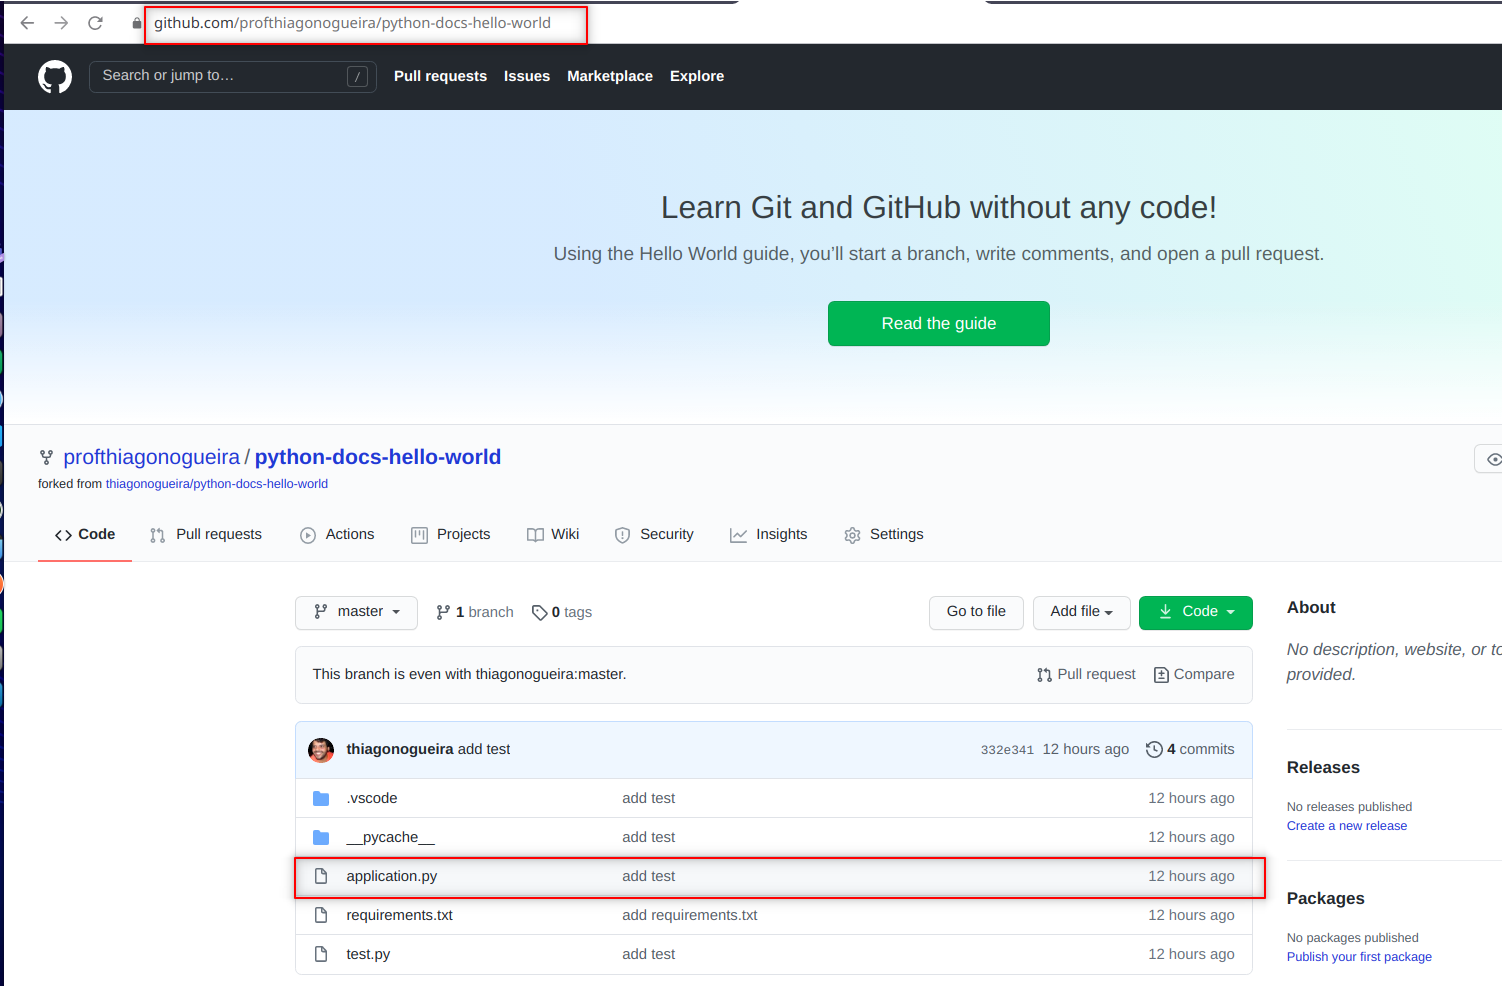 github.com/profthiagonogueira/python-docs-hello-world
Search or jump to… /
Pull requests Issues Marketplace Explore
Learn Git and GitHub without any code!
Using the Hello World guide, you’ll start a branch, write comments, and open a pull request.
Read the guide
profthiagonogueira / python-docs-hello-world
forked from thiagonogueira/python-docs-hello-world
Code Pull requests Actions Projects Wiki Security Insights Settings
master 1 branch 0 tags Go to file Add file Code
This branch is even with thiagonogueira:master. Pull request Compare
thiagonogueira add test 332e341 12 hours ago 4 commits
.vscode add test 12 hours ago
__pycache__ add test 12 hours ago
application.py add test 12 hours ago
requirements.txt add requirements.txt 12 hours ago
test.py add test 12 hours ago
About
No description, website, or to
provided.
Releases
No releases published
Create a new release
Packages
No packages published
Publish your first package